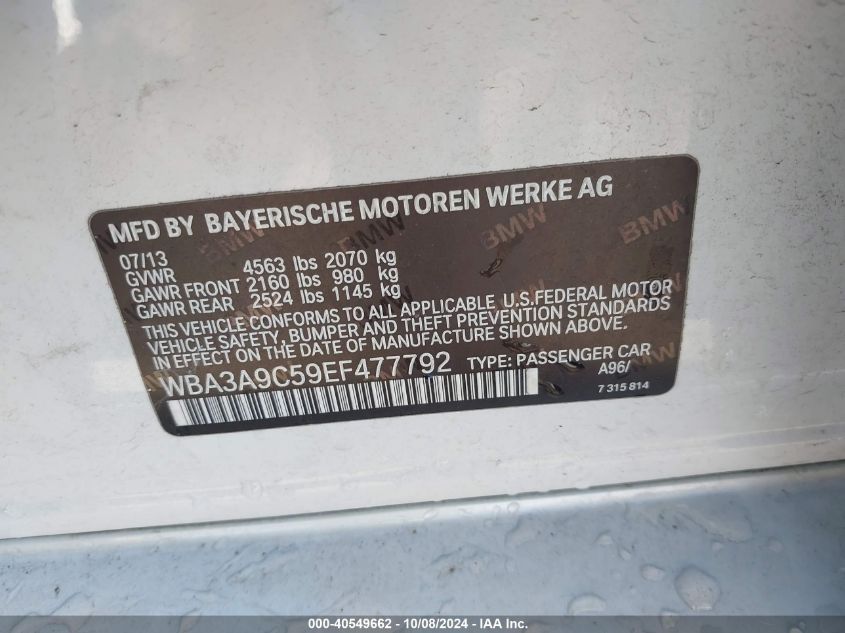 MFD BY BAYERISCHE MOTOREN WERKE AG
07/13
GVWR 4563 lbs 2070 kg
GAWR FRONT 2160 lbs 980 kg
GAWR REAR 2524 lbs 1145 kg
THIS VEHICLE CONFORMS TO ALL APPLICABLE U.S.FEDERAL MOTOR
VEHICLE SAFETY, BUMPER AND THEFT PREVENTION STANDARDS
IN EFFECT ON THE DATE OF MANUFACTURE SHOWN ABOVE.
WBA3A9C59EF477792 TYPE: PASSENGER CAR
A96/
7 315 814
BMW BMW
000-40549662 - 10/08/2024 - IAA Inc.